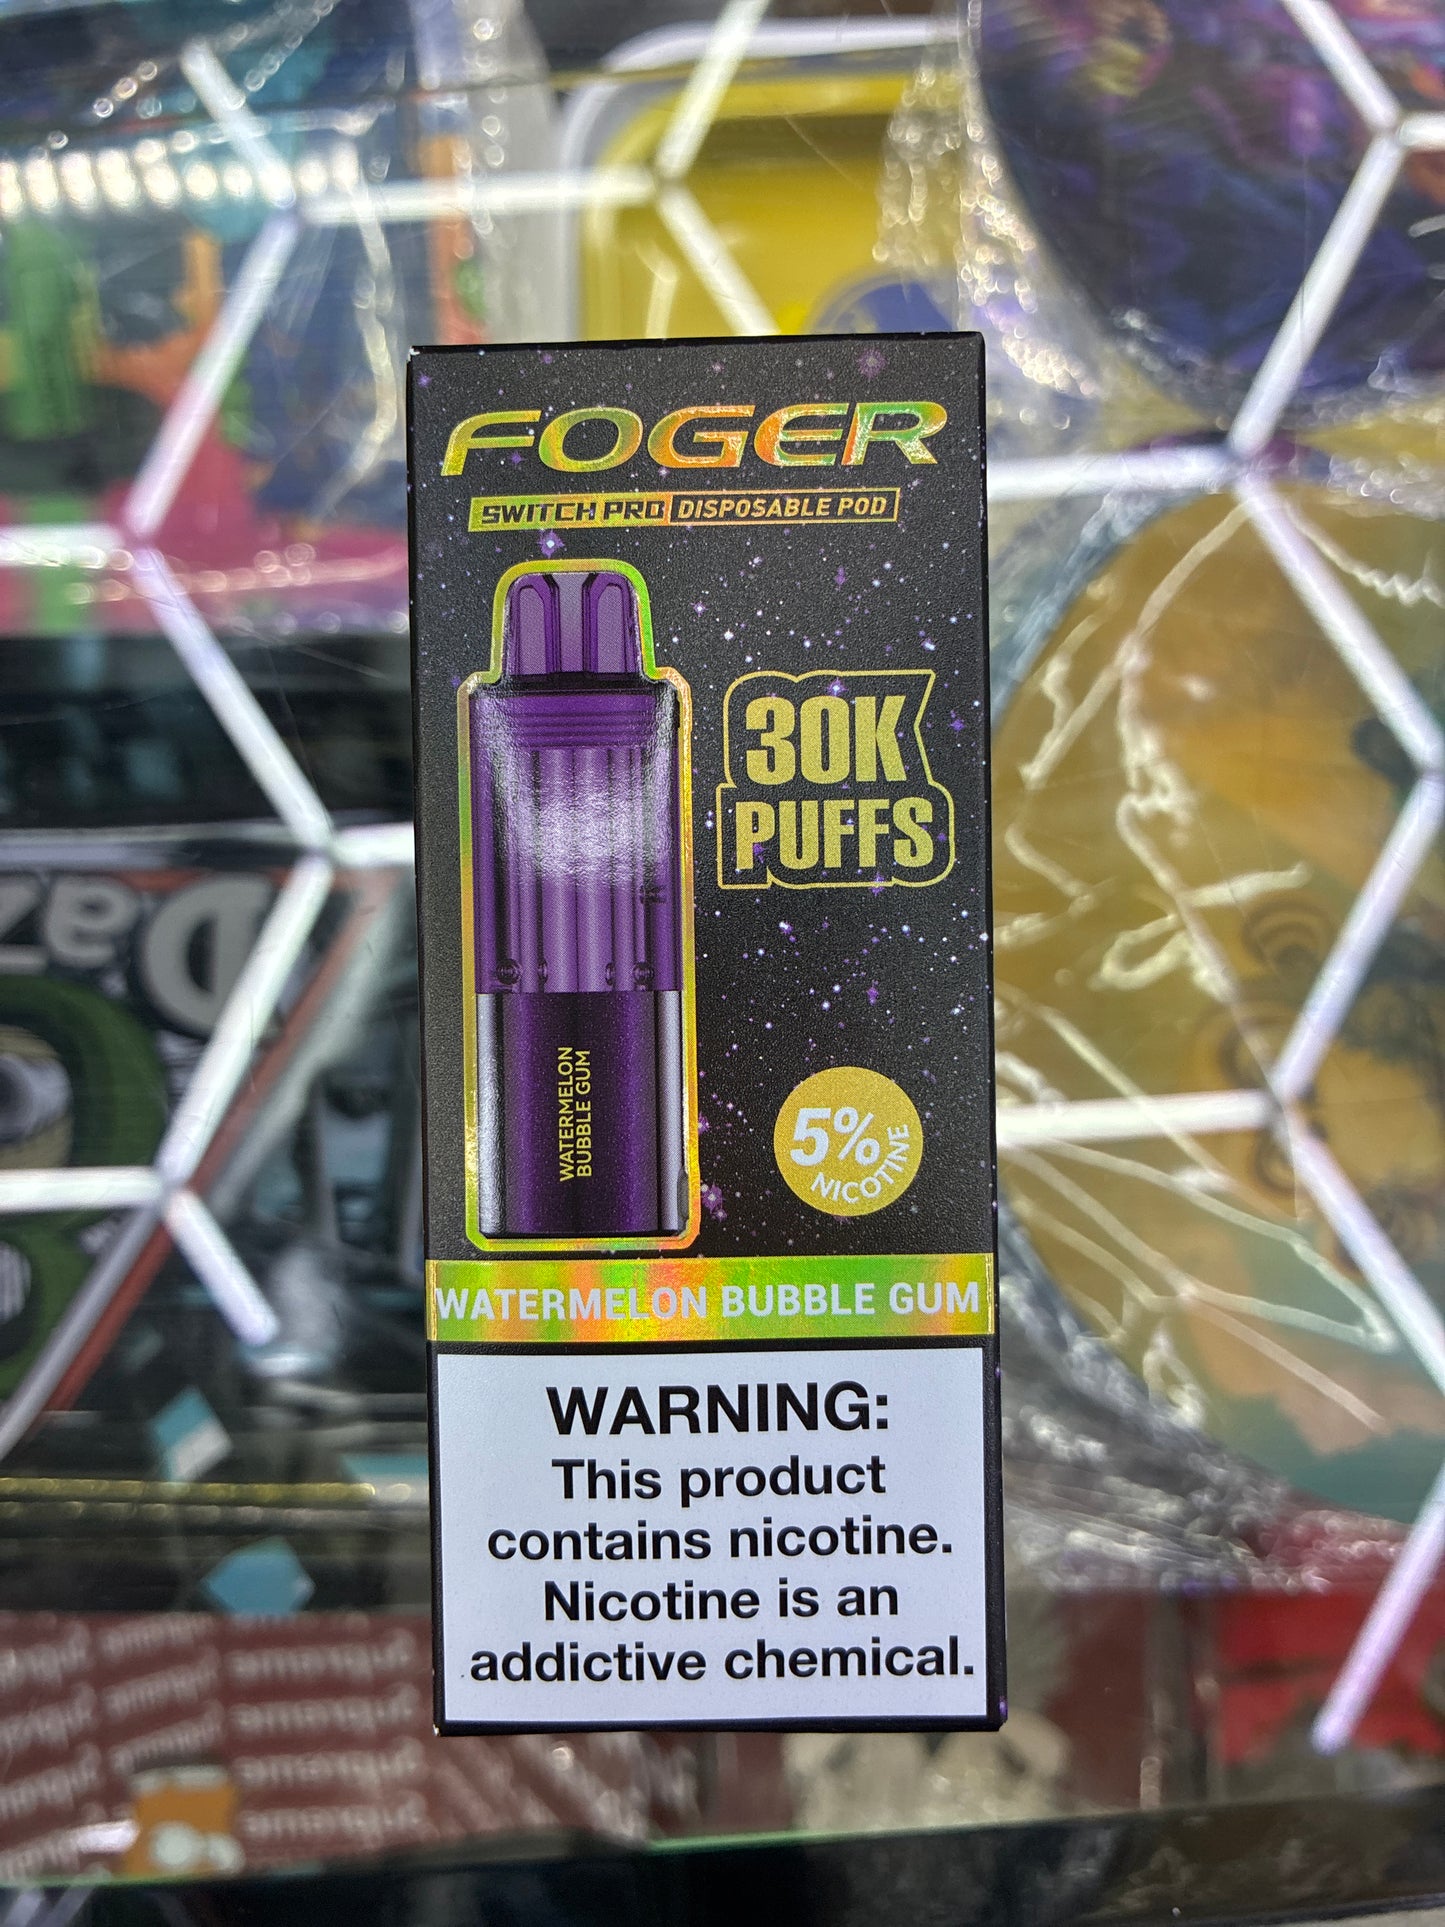 FOGER
SWITCH PRO DISPOSABLE POD
30K
PUFFS
WATERMELON
BUBBLE GUM
5%
NICOTINE
WATERMELON BUBBLE GUM
WARNING:
This product
contains nicotine.
Nicotine is an
addictive chemical.